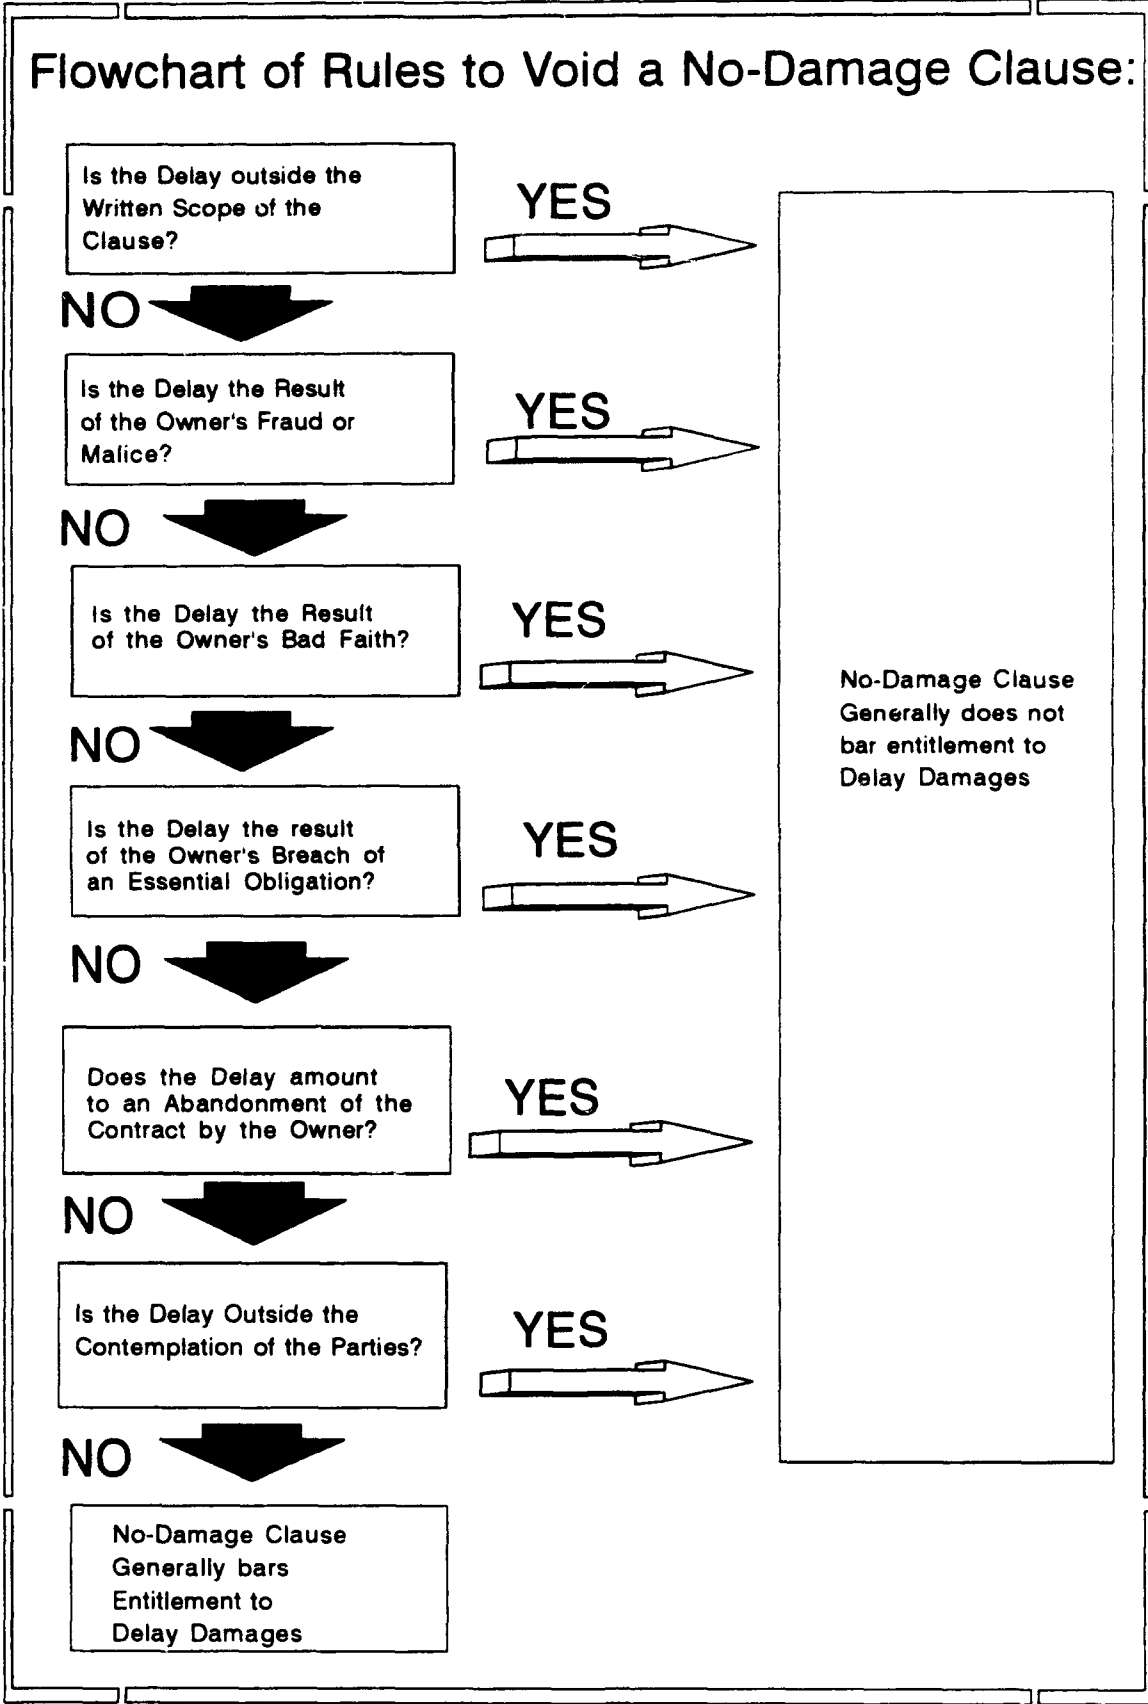 Flowchart of Rules to Void a No-Damage Clause:
Is the Delay outside the
Written Scope of the
Clause?
YES
NO
Is the Delay the Result
of the Owner's Fraud or
Malice?
YES
NO
Is the Delay the Result
of the Owner's Bad Faith?
YES
NO
Is the Delay the result
of the Owner's Breach of
an Essential Obligation?
YES
NO
Does the Delay amount
to an Abandonment of the
Contract by the Owner?
YES
NO
Is the Delay Outside the
Contemplation of the Parties?
YES
NO
No-Damage Clause
Generally bars
Entitlement to
Delay Damages
No-Damage Clause
Generally does not
bar entitlement to
Delay Damages